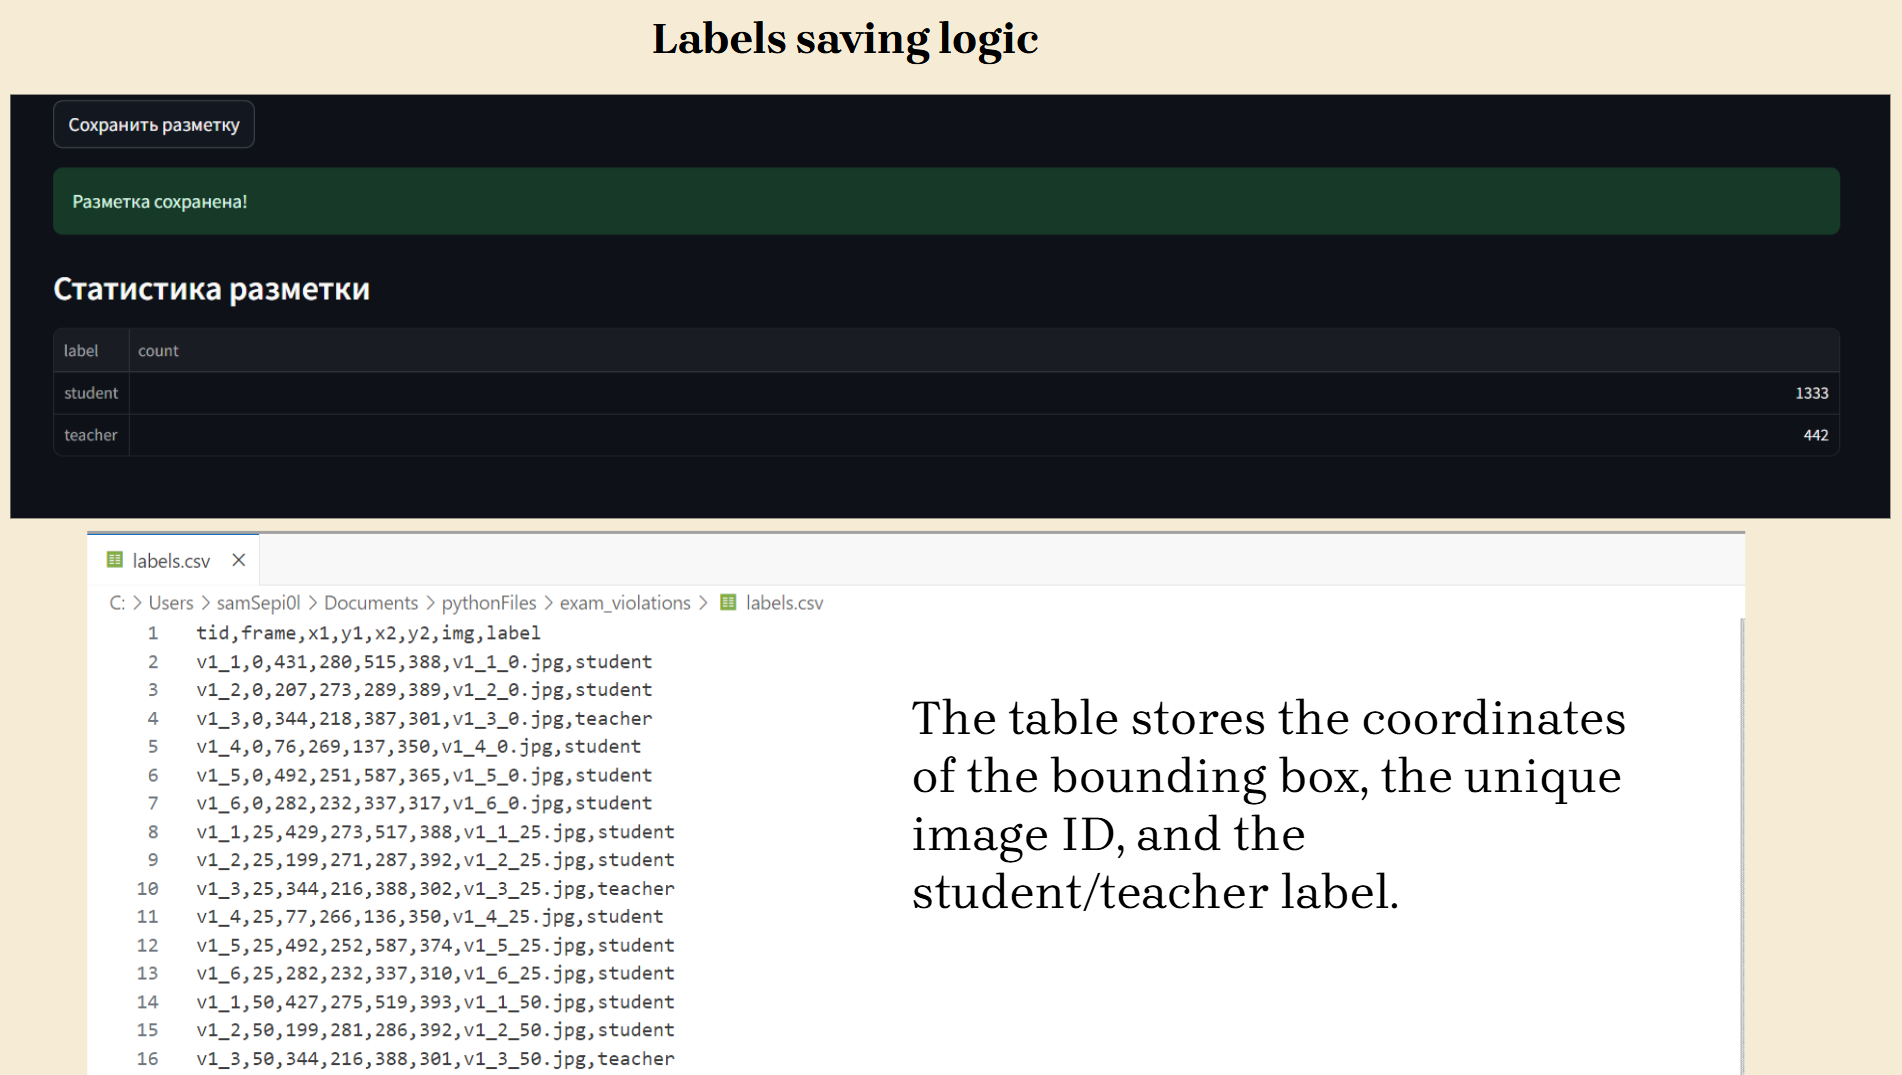 Labels saving logic
Сохранить разметку
Разметка сохранена!
Статистика разметки
label count
student 1333
teacher 442
labels.csv
C: > Users > samSepi0l > Documents > pythonFiles > exam_violations > labels.csv
1 tid,frame,x1,y1,x2,y2,img,label
2 v1_1,0,431,280,515,388,v1_1_0.jpg,student
3 v1_2,0,207,273,289,389,v1_2_0.jpg,student
4 v1_3,0,344,218,387,301,v1_3_0.jpg,teacher
5 v1_4,0,76,269,137,350,v1_4_0.jpg,student
6 v1_5,0,492,251,587,365,v1_5_0.jpg,student
7 v1_6,0,282,232,337,317,v1_6_0.jpg,student
8 v1_1,25,429,273,517,388,v1_1_25.jpg,student
9 v1_2,25,199,271,287,392,v1_2_25.jpg,student
10 v1_3,25,344,216,388,302,v1_3_25.jpg,teacher
11 v1_4,25,77,266,136,350,v1_4_25.jpg,student
12 v1_5,25,492,252,587,374,v1_5_25.jpg,student
13 v1_6,25,282,232,337,310,v1_6_25.jpg,student
14 v1_1,50,427,275,519,393,v1_1_50.jpg,student
15 v1_2,50,199,281,286,392,v1_2_50.jpg,student
16 v1_3,50,344,216,388,301,v1_3_50.jpg,teacher
The table stores the coordinates
of the bounding box, the unique
image ID, and the
student/teacher label.